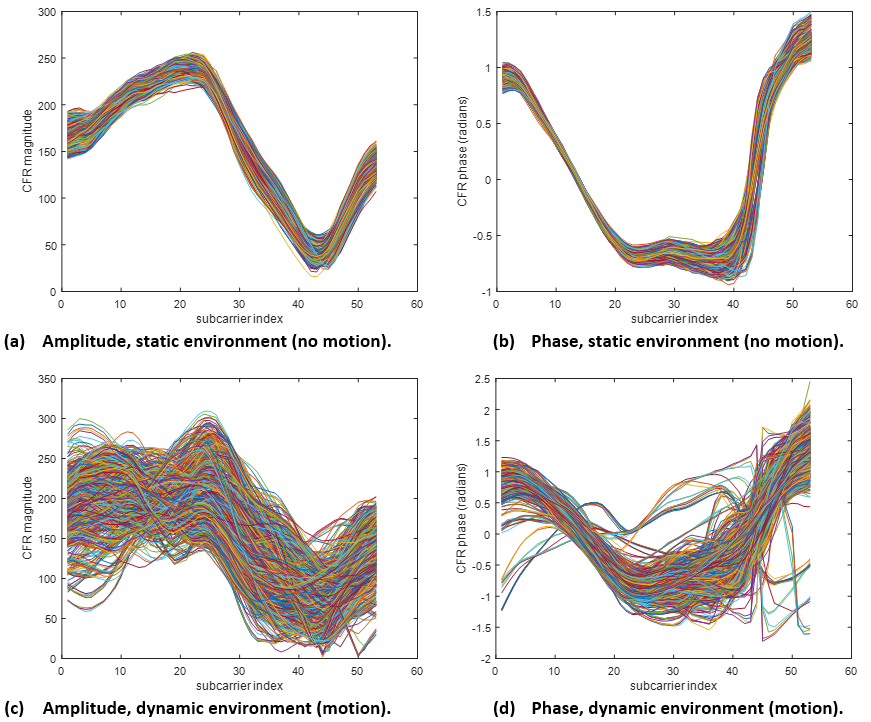 300
250
200
150
100
50
0
0 10 20 30 40 50 60
CFR magnitude
subcarrier index
(a) Amplitude, static environment (no motion).
1.5
1
0.5
0
-0.5
-1
0 10 20 30 40 50 60
CFR phase (radians)
subcarrier index
(b) Phase, static environment (no motion).
350
300
250
200
150
100
50
0
0 10 20 30 40 50 60
CFR magnitude
subcarrier index
(c) Amplitude, dynamic environment (motion).
2.5
2
1.5
1
0.5
0
-0.5
-1
-1.5
-2
0 10 20 30 40 50 60
CFR phase (radians)
subcarrier index
(d) Phase, dynamic environment (motion).